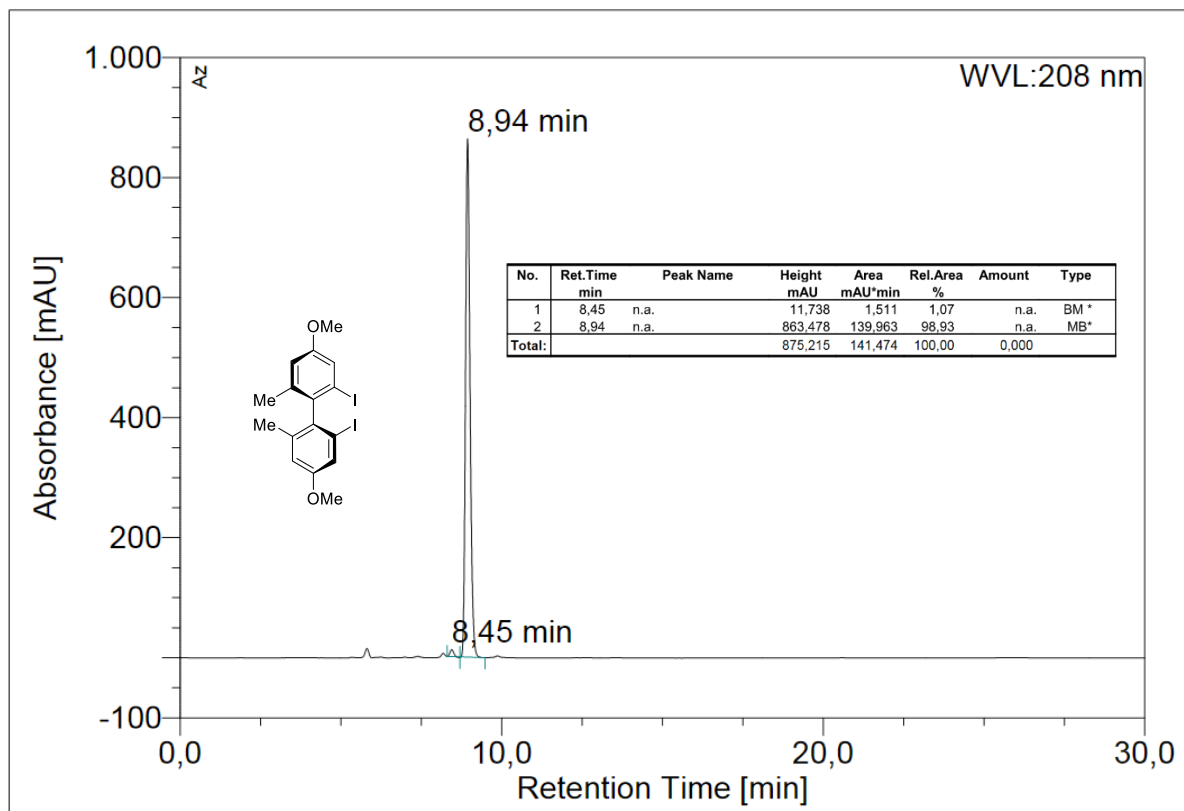 1.000
Az
WVL:208 nm
8,94 min
800
No. Ret.Time Peak Name Height Area Rel.Area Amount Type
min mAU mAU*min %
1 8,45 n.a. 11,738 1,511 1,07 n.a. BM *
2 8,94 n.a. 863,478 139,963 98,93 n.a. MB*
Total: 875,215 141,474 100,00 0,000
600
OMe
Me I
400
Me I
OMe
200
8,45 min
-100
0,0 10,0 20,0 30,0
Absorbance [mAU]
Retention Time [min]